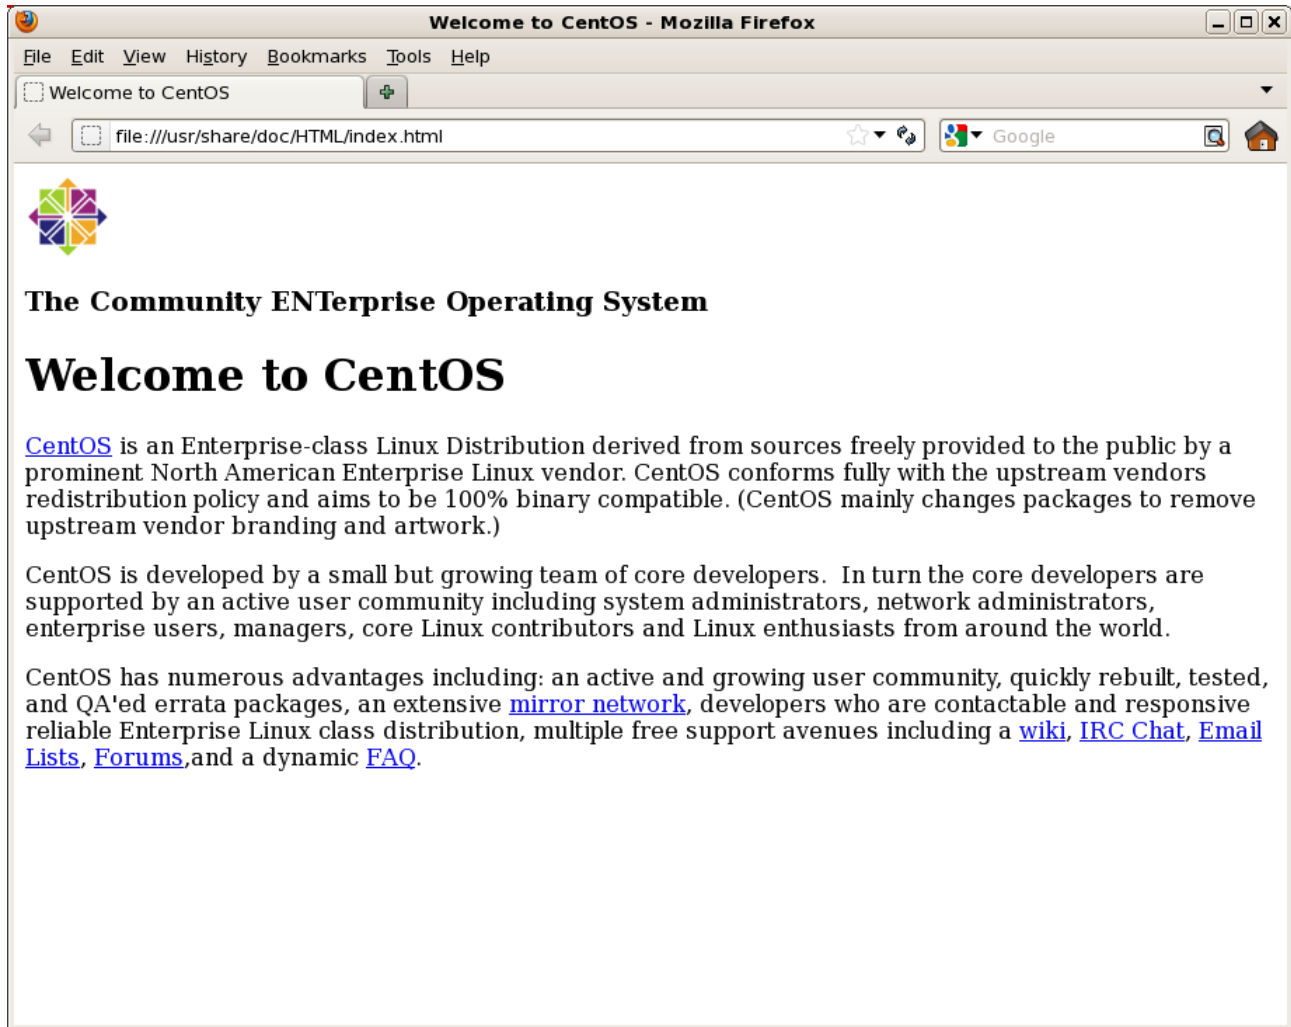 Welcome to CentOS - Mozilla Firefox
File Edit View History Bookmarks Tools Help
Welcome to CentOS
file:///usr/share/doc/HTML/index.html Google
The Community ENTerprise Operating System
Welcome to CentOS
CentOS is an Enterprise-class Linux Distribution derived from sources freely provided to the public by a
prominent North American Enterprise Linux vendor. CentOS conforms fully with the upstream vendors
redistribution policy and aims to be 100% binary compatible. (CentOS mainly changes packages to remove
upstream vendor branding and artwork.)
CentOS is developed by a small but growing team of core developers.  In turn the core developers are
supported by an active user community including system administrators, network administrators,
enterprise users, managers, core Linux contributors and Linux enthusiasts from around the world.
CentOS has numerous advantages including: an active and growing user community, quickly rebuilt, tested,
and QA'ed errata packages, an extensive mirror network, developers who are contactable and responsive
reliable Enterprise Linux class distribution, multiple free support avenues including a wiki, IRC Chat, Email
Lists, Forums,and a dynamic FAQ.